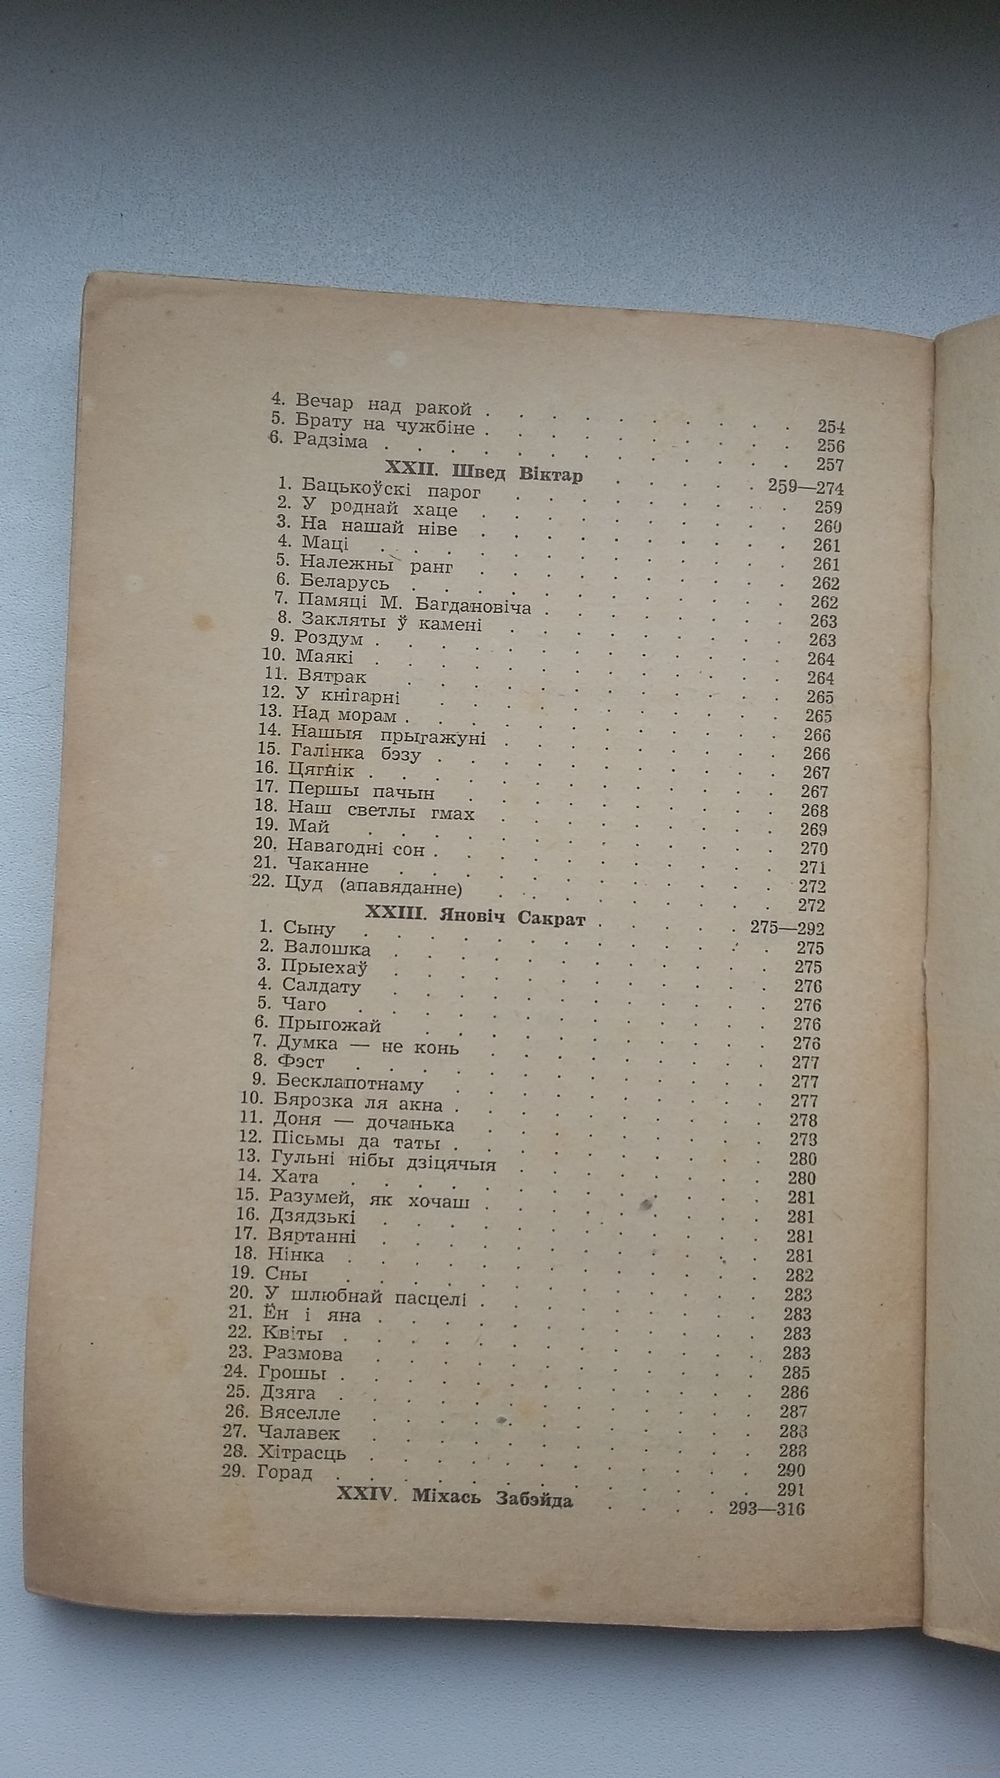 4. Вечар над ракой . . . . . . . . . . 254
5. Брату на чужбіне . . . . . . . . . . 256
6. Радзіма . . . . . . . . . . . . . 257
XXII. Швед Віктар . . . . . 259—274
1. Бацькоўскі парог . . . . . . . . . 259
2. У роднай хаце . . . . . . . . . . 260
3. На нашай ніве . . . . . . . . . . 261
4. Маці . . . . . . . . . . . . . 261
5. Належны ранг . . . . . . . . . . 262
6. Беларусь . . . . . . . . . . . . 262
7. Памяці М. Багдановіча . . . . . . . . 263
8. Закляты ў камені . . . . . . . . . 263
9. Роздум . . . . . . . . . . . . . 264
10. Маякі . . . . . . . . . . . . . 264
11. Вятрак . . . . . . . . . . . . 265
12. У кнігарні . . . . . . . . . . . 265
13. Над морам . . . . . . . . . . . . 266
14. Нашыя прыгажуні . . . . . . . . . 266
15. Галінка бэзу . . . . . . . . . . . 267
16. Цягнік . . . . . . . . . . . . . 267
17. Першы пачын . . . . . . . . . . 268
18. Наш светлы гмах . . . . . . . . . 269
19. Май . . . . . . . . . . . . . 270
20. Навагодні сон . . . . . . . . . . . 271
21. Чаканне . . . . . . . . . . . . 272
22. Цуд (апавяданне) . . . . . . . . . 272
XXIII. Яновіч Сакрат . . . . . 275—292
1. Сыну . . . . . . . . . . . . . 275
2. Валошка . . . . . . . . . . . . 275
3. Прыехаў . . . . . . . . . . . . 276
4. Салдату . . . . . . . . . . . . 276
5. Чаго . . . . . . . . . . . . . 276
6. Прыгожай . . . . . . . . . . . 276
7. Думка — не конь . . . . . . . . . 277
8. Фэст . . . . . . . . . . . . . 277
9. Бесклапотнаму . . . . . . . . . . 277
10. Бярозка ля акна . . . . . . . . . . 278
11. Доня — дочанька . . . . . . . . . 278
12. Пісьмы да таты . . . . . . . . . . 280
13. Гульні нібы дзіцячыя . . . . . . . . 280
14. Хата . . . . . . . . . . . . . 281
15. Разумей, як хочаш . . . . . . . . . 281
16. Дзядзькі . . . . . . . . . . . . 281
17. Вяртанні . . . . . . . . . . . . 281
18. Нінка . . . . . . . . . . . . . 282
19. Сны . . . . . . . . . . . . . 283
20. У шлюбнай пасцелі . . . . . . . . . 283
21. Ён і яна . . . . . . . . . . . . 283
22. Квіты . . . . . . . . . . . . . 283
23. Размова . . . . . . . . . . . . 285
24. Грошы . . . . . . . . . . . . . 286
25. Дзяга . . . . . . . . . . . . . 287
26. Вяселле . . . . . . . . . . . . 288
27. Чалавек . . . . . . . . . . . . 288
28. Хітрасць . . . . . . . . . . . . 290
29. Горад . . . . . . . . . . . . . 291
XXIV. Міхась Забэйда . . . . 293—316